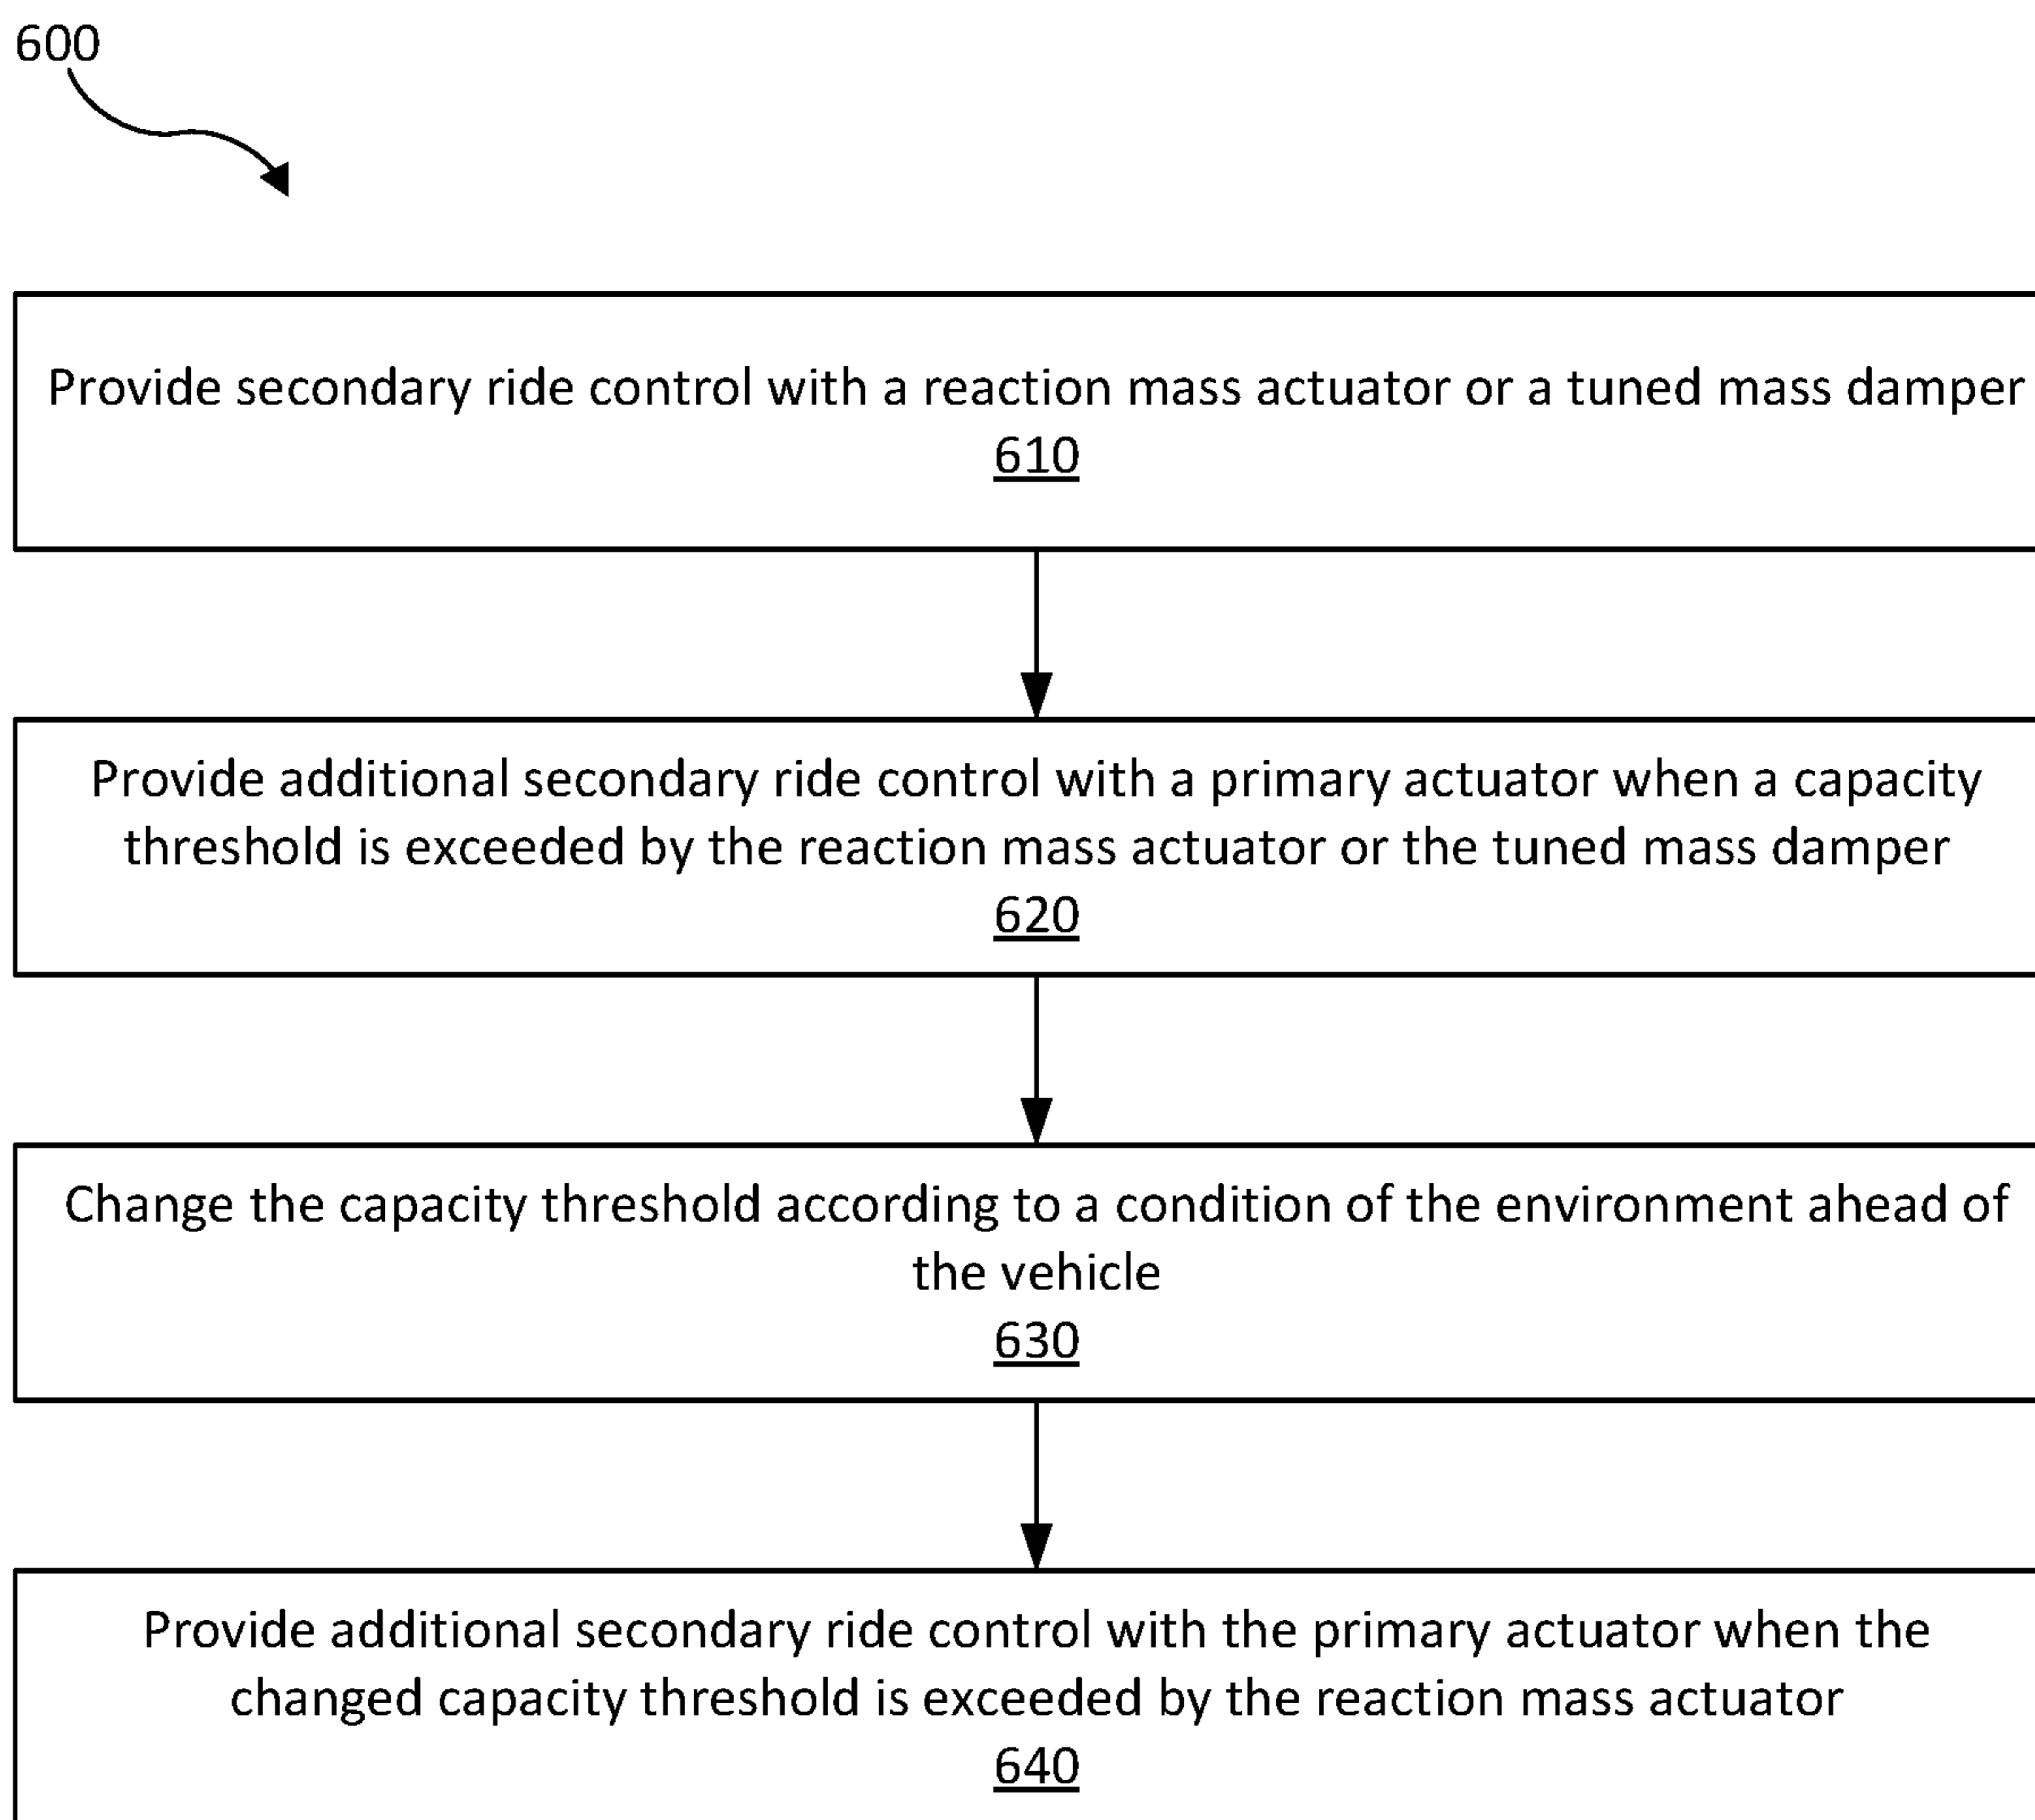 600
Provide secondary ride control with a reaction mass actuator or a tuned mass damper
610
Provide additional secondary ride control with a primary actuator when a capacity
threshold is exceeded by the reaction mass actuator or the tuned mass damper
620
Change the capacity threshold according to a condition of the environment ahead of
the vehicle
630
Provide additional secondary ride control with the primary actuator when the
changed capacity threshold is exceeded by the reaction mass actuator
640